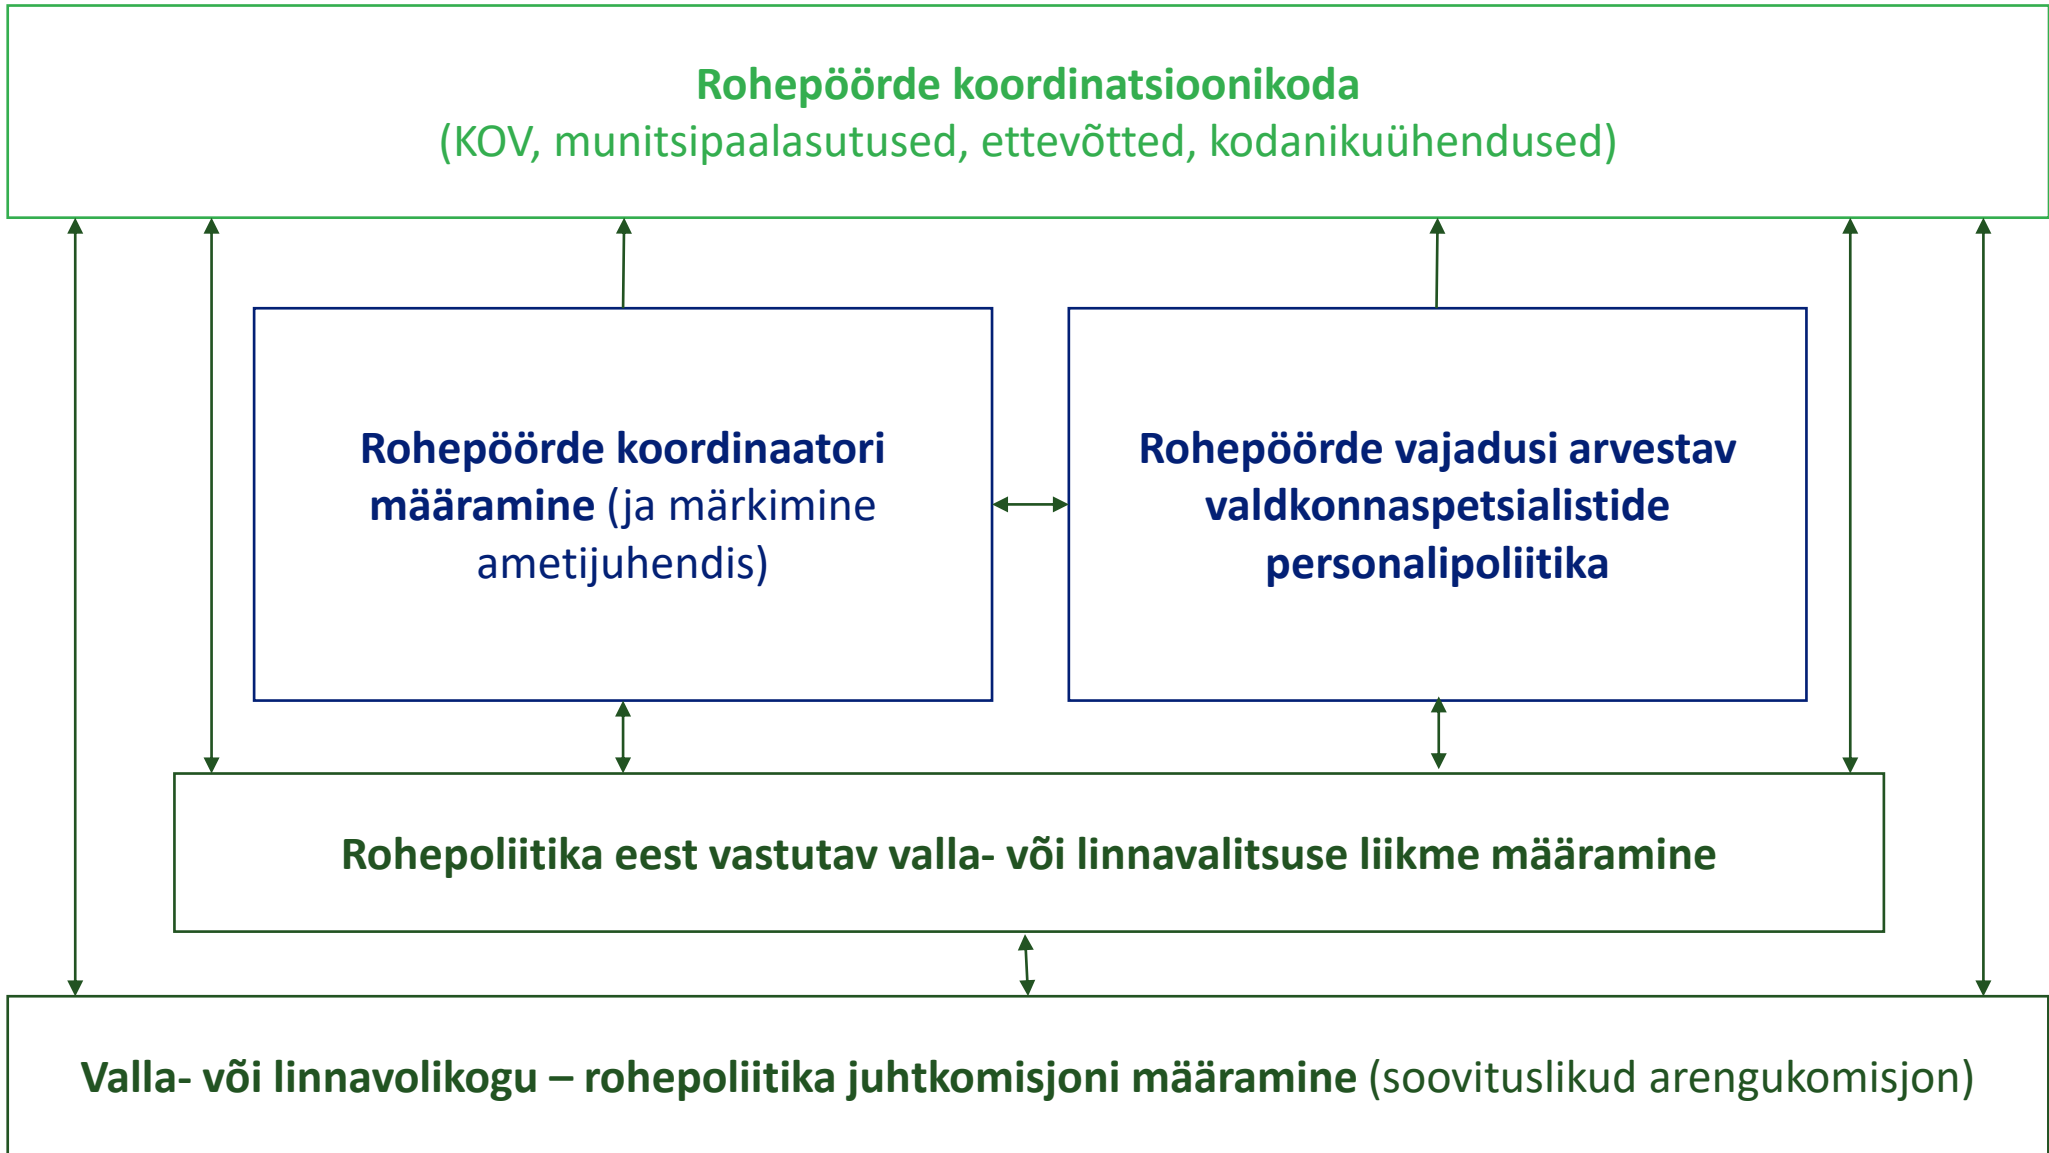 Rohepöörde koordinatsioonikoda
(KOV, munitsipaalasutused, ettevõtted, kodanikuühendused)
Rohepöörde koordinaatori
määramine (ja märkimine
ametijuhendis)
Rohepöörde vajadusi arvestav
valdkonnaspetsialistide
personalipoliitika
Rohepoliitika eest vastutav valla- või linnavalitsuse liikme määramine
Valla- või linnavolikogu – rohepoliitika juhtkomisjoni määramine (soovituslikud arengukomisjon)